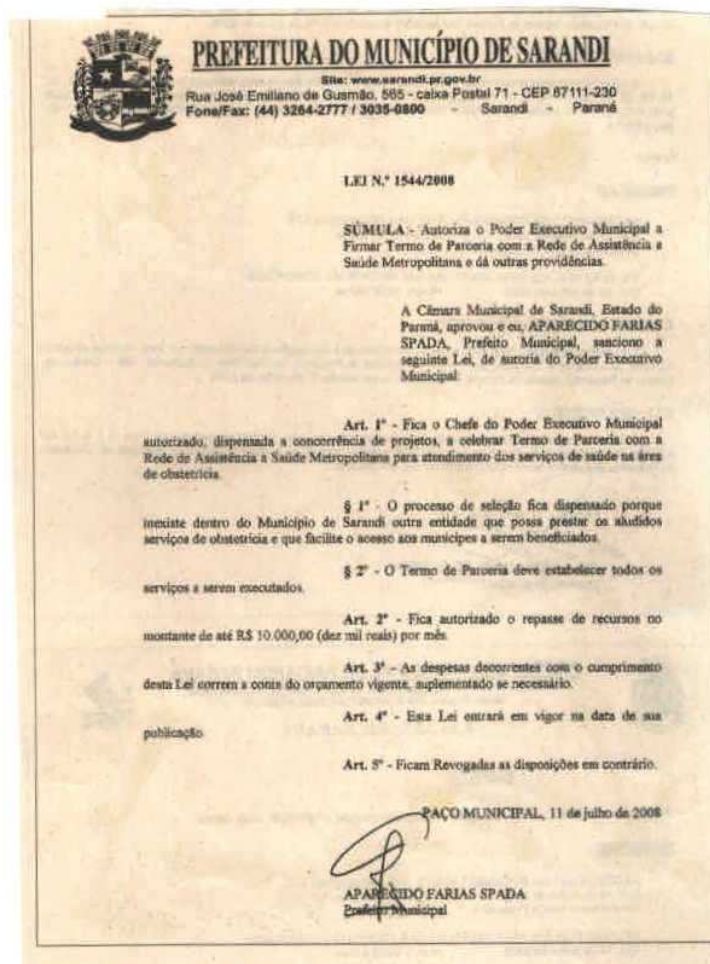 PREFEITURA DO MUNICÍPIO DE SARANDI
Site: www.sarandi.pr.gov.br
Rua José Emiliano de Gusmão, 565 - caixa Postal 71 - CEP 87111-230
Fone/Fax: (44) 3264-2777 / 3035-0800 - Sarandi - Paraná
LEI N.º 1544/2008
SÚMULA - Autoriza o Poder Executivo Municipal a
Firmar Termo de Parceria com a Rede de Assistência a
Saúde Metropolitana e dá outras providências.
A Câmara Municipal de Sarandi, Estado do
Paraná, aprovou e eu, APARECIDO FARIAS
SPADA, Prefeito Municipal, sanciono a
seguinte Lei, de autoria do Poder Executivo
Municipal:
Art. 1º - Fica o Chefe do Poder Executivo Municipal
autorizado, dispensada a concorrência de projetos, a celebrar Termo de Parceria com a
Rede de Assistência a Saúde Metropolitana para atendimento dos serviços de saúde na área
de obstetrícia.
§ 1º - O processo de seleção fica dispensado porque
inexiste dentro do Município de Sarandi outra entidade que possa prestar os aludidos
serviços de obstetrícia e que facilite o acesso aos munícipes a serem beneficiados.
§ 2º - O Termo de Parceria deve estabelecer todos os
serviços a serem executados.
Art. 2º - Fica autorizado o repasse de recursos no
montante de até R$ 10.000,00 (dez mil reais) por mês.
Art. 3º - As despesas decorrentes com o cumprimento
desta Lei correm a conta do orçamento vigente, suplementado se necessário.
Art. 4º - Esta Lei entrará em vigor na data de sua
publicação.
Art. 5º - Ficam Revogadas as disposições em contrário.
PAÇO MUNICIPAL, 11 de julho de 2008
APARECIDO FARIAS SPADA
Prefeito Municipal